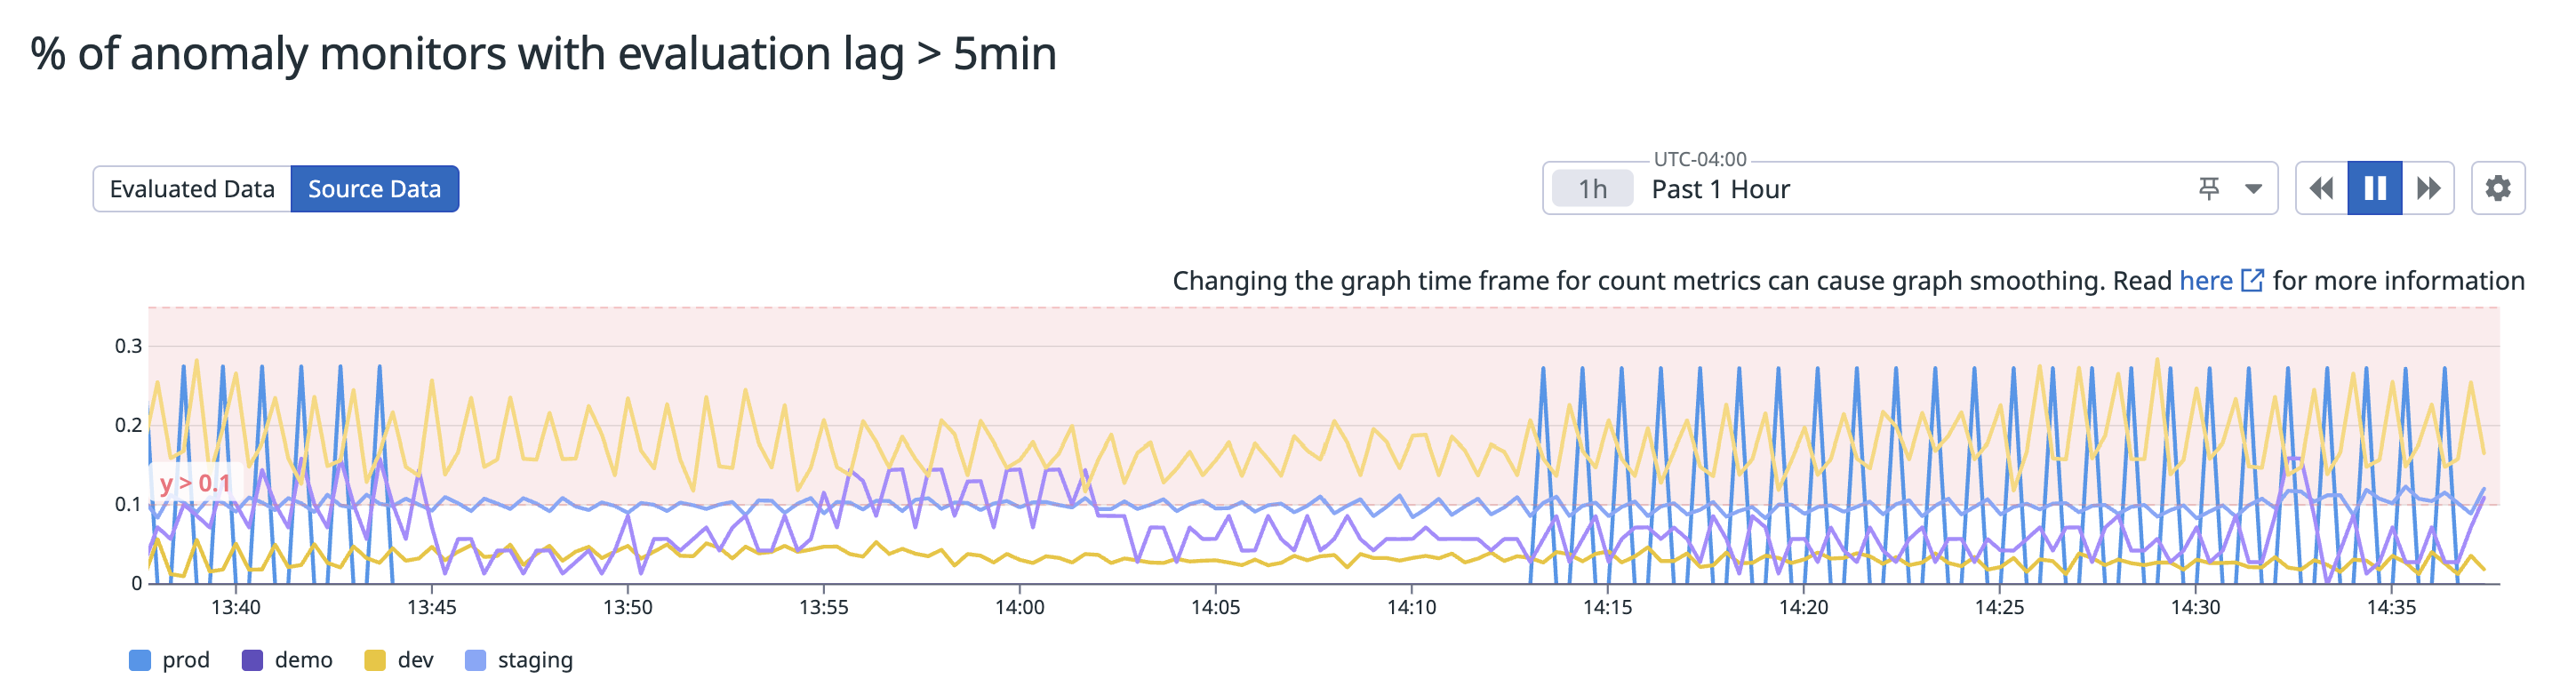 % of anomaly monitors with evaluation lag > 5min
UTC-04:00
Evaluated Data Source Data 1h Past 1 Hour
Changing the graph time frame for count metrics can cause graph smoothing. Read here for more information
0.3
0.2
y > 0.1
0.1
0
13:40 13:45 13:50 13:55 14:00 14:05 14:10 14:15 14:20 14:25 14:30 14:35
prod demo dev staging